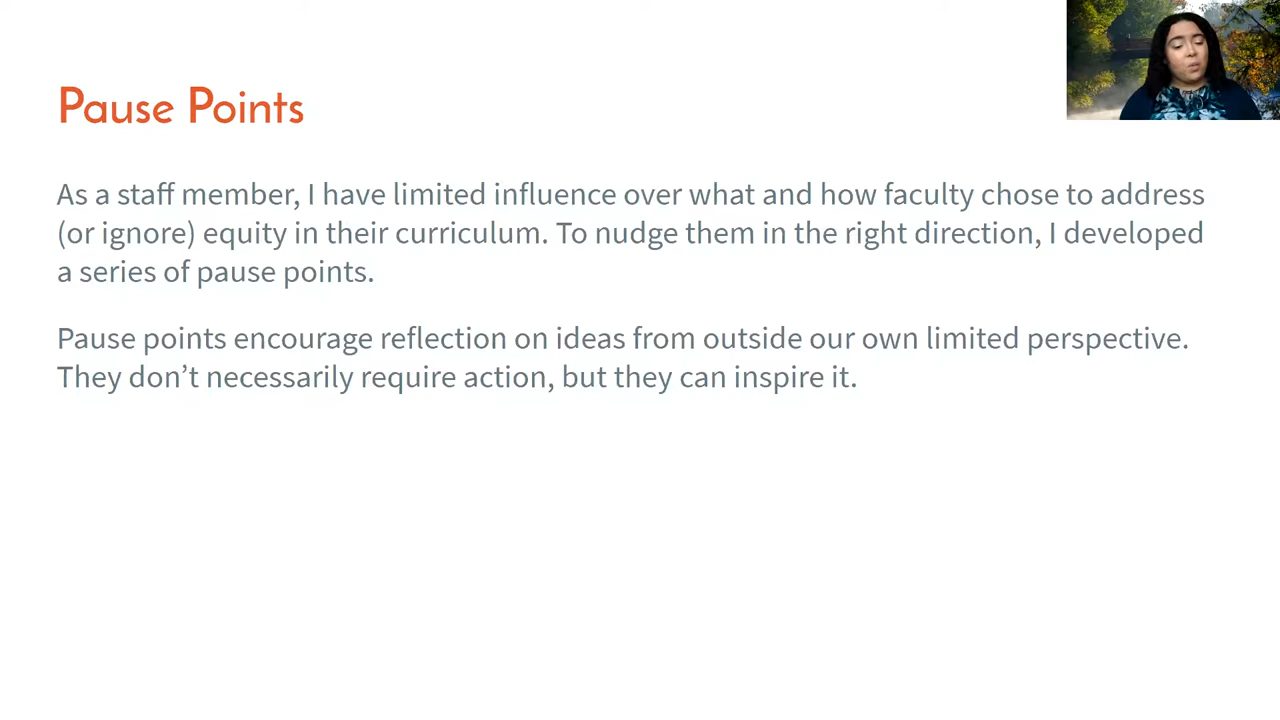 Pause Points
As a staff member, I have limited influence over what and how faculty chose to address
(or ignore) equity in their curriculum. To nudge them in the right direction, I developed
a series of pause points.
Pause points encourage reflection on ideas from outside our own limited perspective.
They don’t necessarily require action, but they can inspire it.